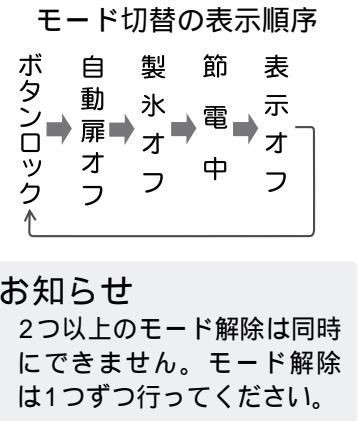 モード切替の表示順序
ボタンロック
自動扉オフ
製氷オフ
節電中
表示オフ
お知らせ
2つ以上のモード解除は同時
にできません。モード解除
は1つずつ行ってください。